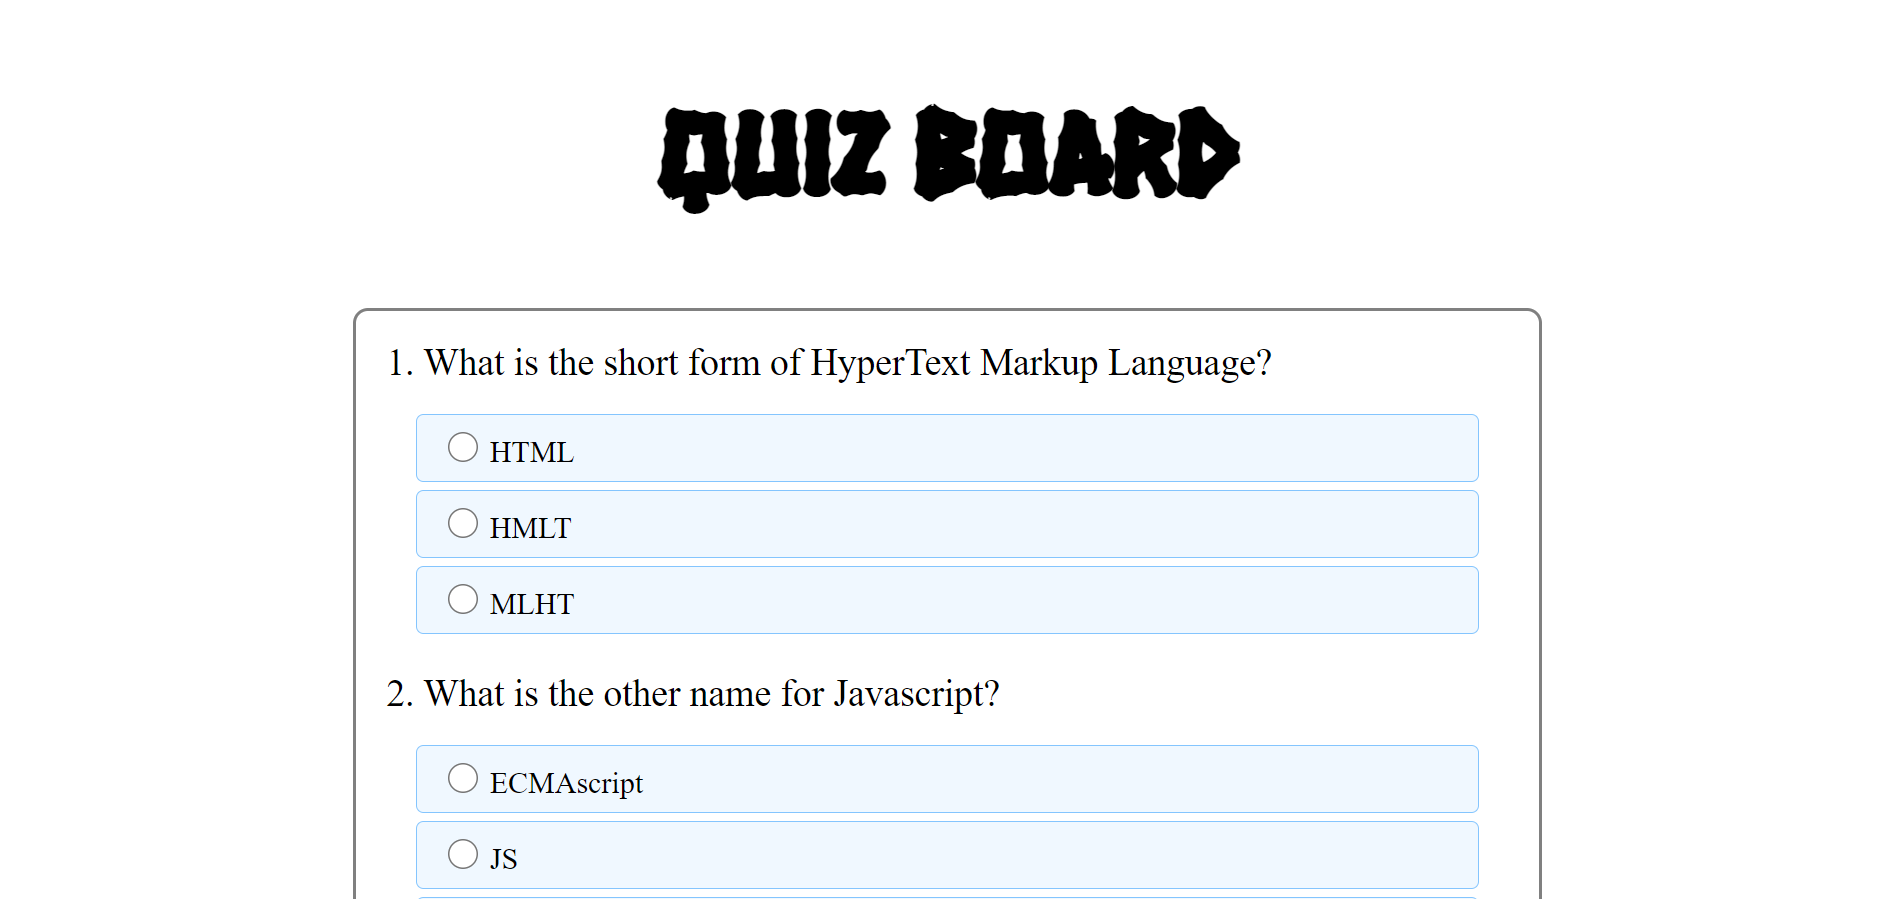 QUIZ BOARD
1. What is the short form of HyperText Markup Language?
HTML
HMLT
MLHT
2. What is the other name for Javascript?
ECMAscript
JS